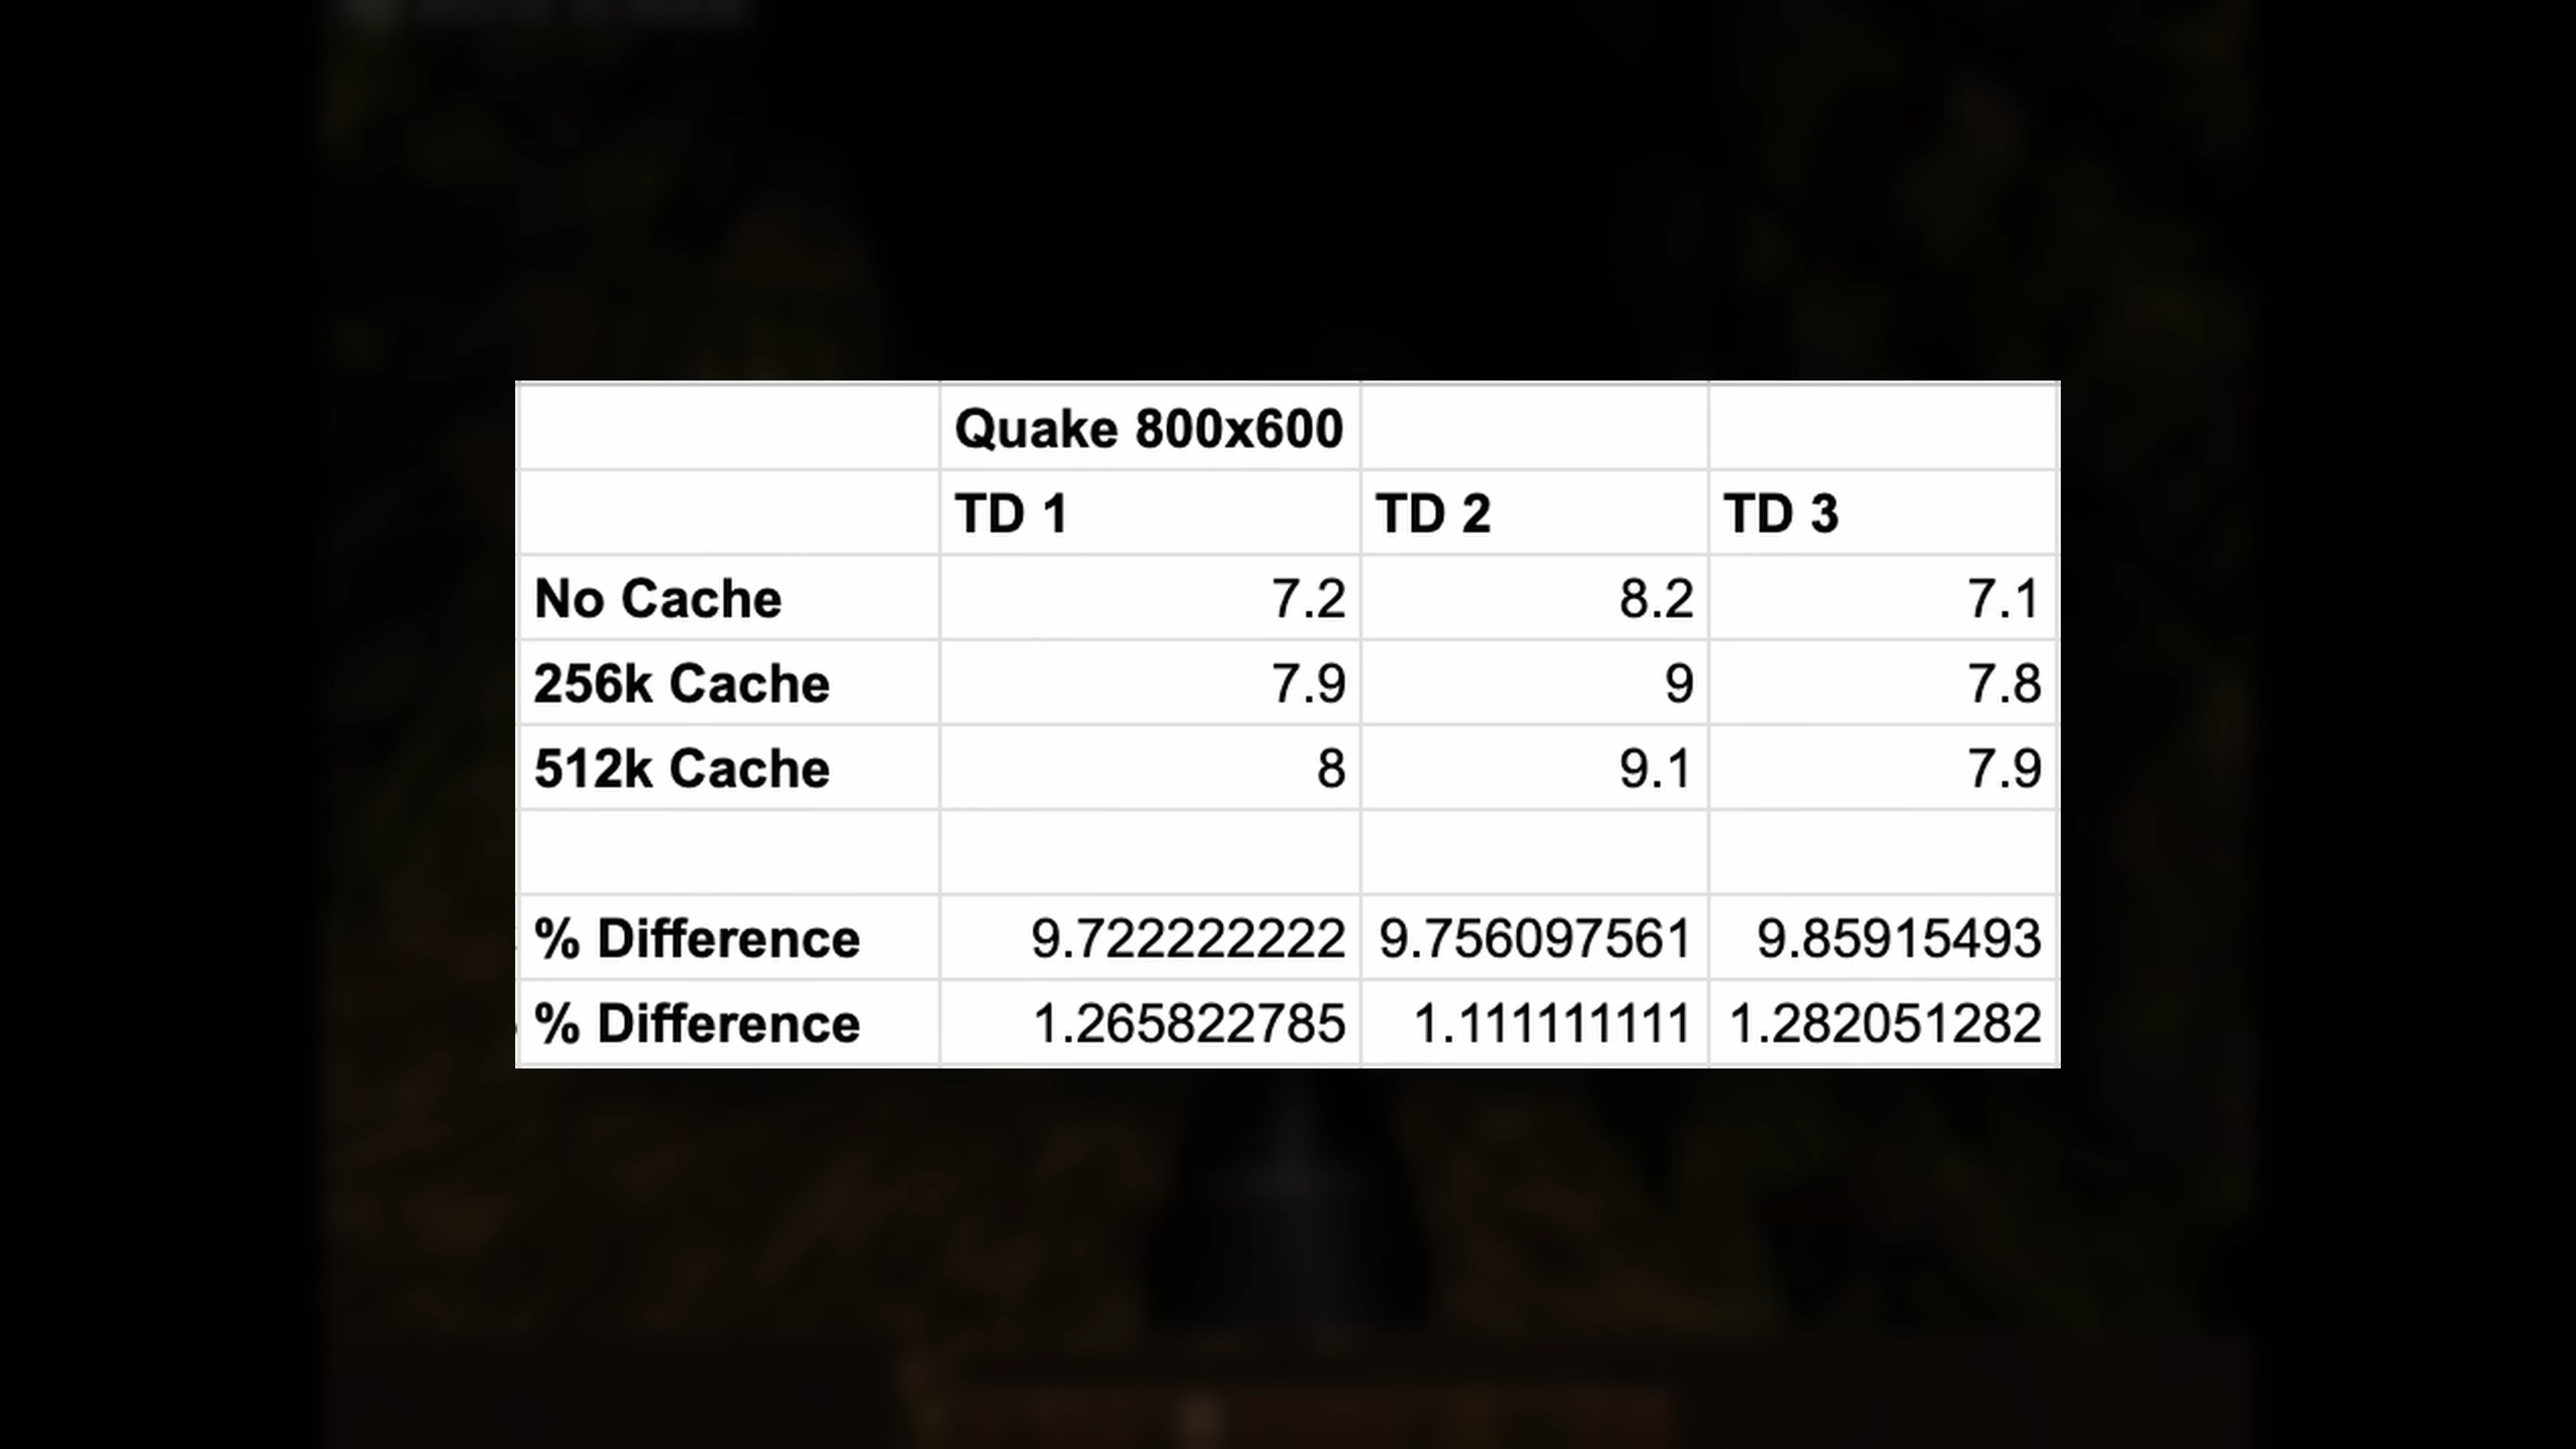 Quake 800x600
TD 1 TD 2 TD 3
No Cache 7.2 8.2 7.1
256k Cache 7.9 9 7.8
512k Cache 8 9.1 7.9
% Difference 9.722222222 9.756097561 9.85915493
% Difference 1.265822785 1.111111111 1.282051282